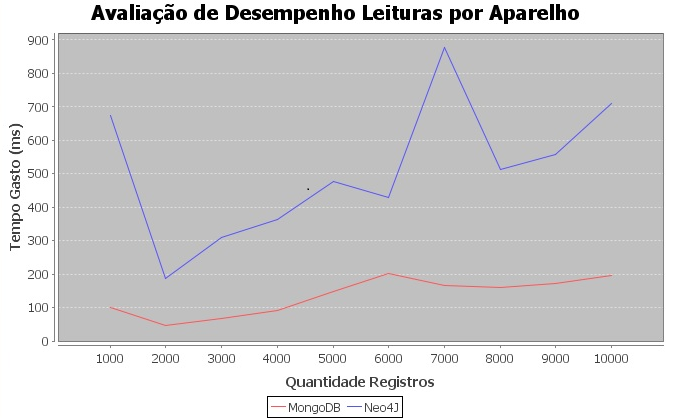 Avaliação de Desempenho Leituras por Aparelho
Tempo Gasto (ms)
900
800
700
600
500
400
300
200
100
0
1000 2000 3000 4000 5000 6000 7000 8000 9000 10000
Quantidade Registros
MongoDB Neo4J